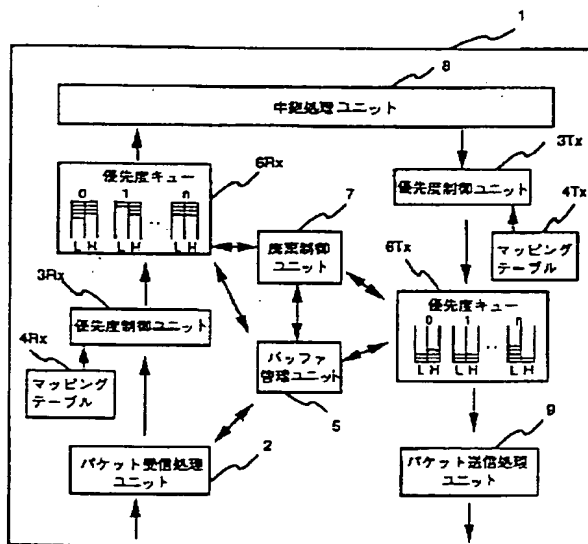 1
8
中継処理ユニット
6Rx
優先度キュー
0 1 ‥ n
L H L H L H
3Tx
優先度制御ユニット
4Tx
マッピング
テーブル
7
廃棄制御
ユニット
6Tx
優先度キュー
0 1 ‥ n
L H L H L H
3Rx
優先度制御ユニット
4Rx
マッピング
テーブル
バッファ
管理ユニット
5
パケット受信処理
ユニット
2
9
パケット送信処理
ユニット